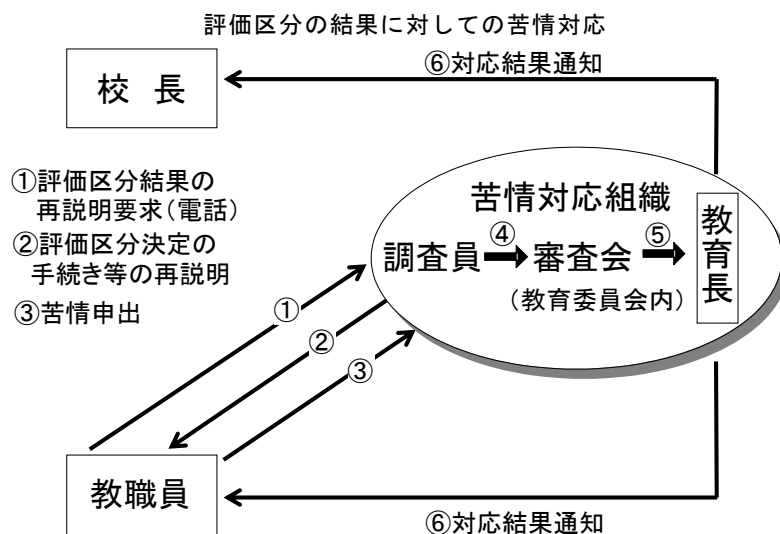 評価区分の結果に対しての苦情対応
⑥対応結果通知
校 長
①評価区分結果の
再説明要求(電話)
②評価区分決定の
手続き等の再説明
③苦情申出
苦情対応組織
調査員
④
審査会
⑤
教育長
(教育委員会内)
①
②
③
教職員
⑥対応結果通知